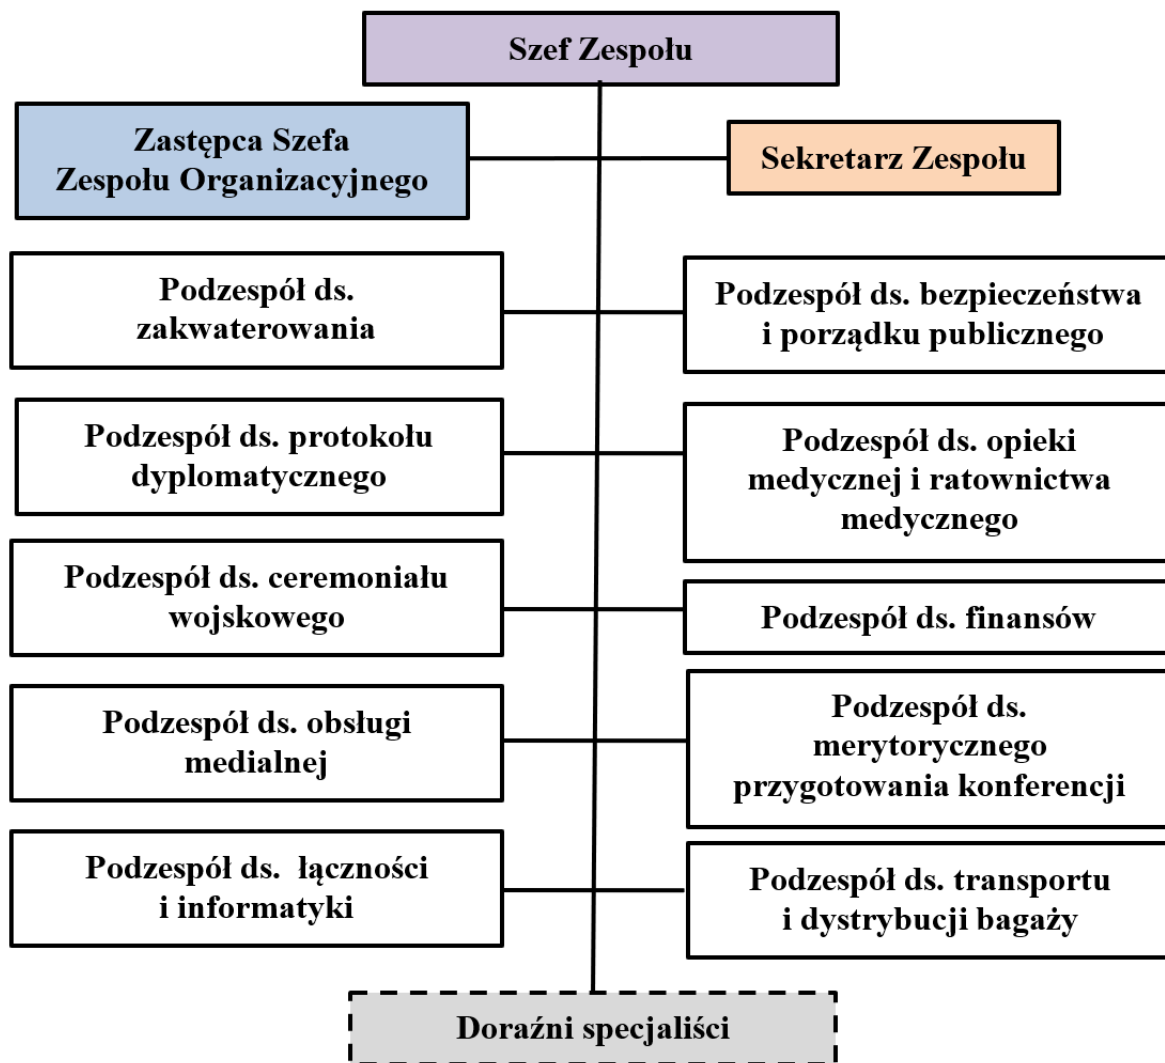 Szef Zespołu
Zastępca Szefa
Zespołu Organizacyjnego
Sekretarz Zespołu
Podzespół ds.
zakwaterowania
Podzespół ds. bezpieczeństwa
i porządku publicznego
Podzespół ds. protokołu
dyplomatycznego
Podzespół ds. opieki
medycznej i ratownictwa
medycznego
Podzespół ds. ceremoniału
wojskowego
Podzespół ds. finansów
Podzespół ds. obsługi
medialnej
Podzespół ds.
merytorycznego
przygotowania konferencji
Podzespół ds. łączności
i informatyki
Podzespół ds. transportu
i dystrybucji bagaży
Doraźni specjaliści